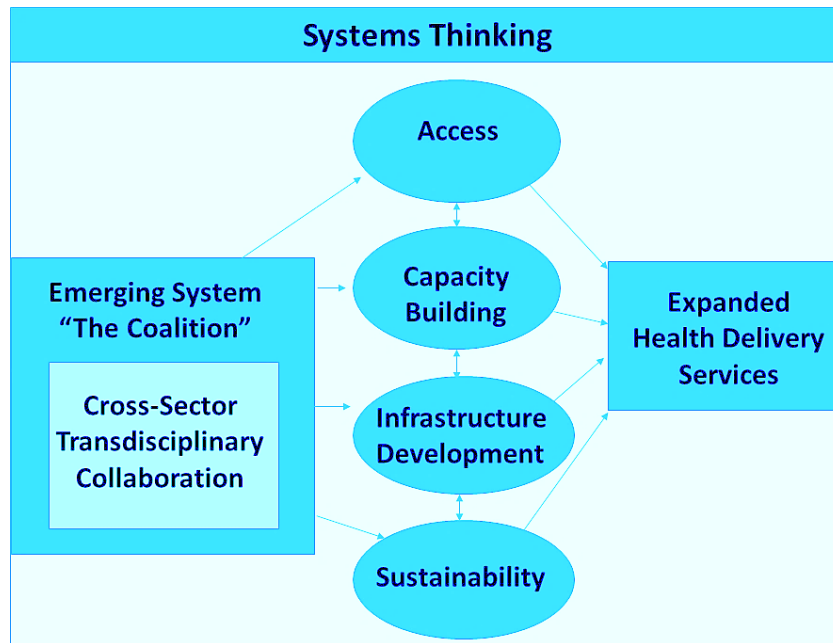 Systems Thinking
Access
Emerging System
“The Coalition”
Cross-Sector
Transdisciplinary
Collaboration
Capacity
Building
Infrastructure
Development
Sustainability
Expanded
Health Delivery
Services